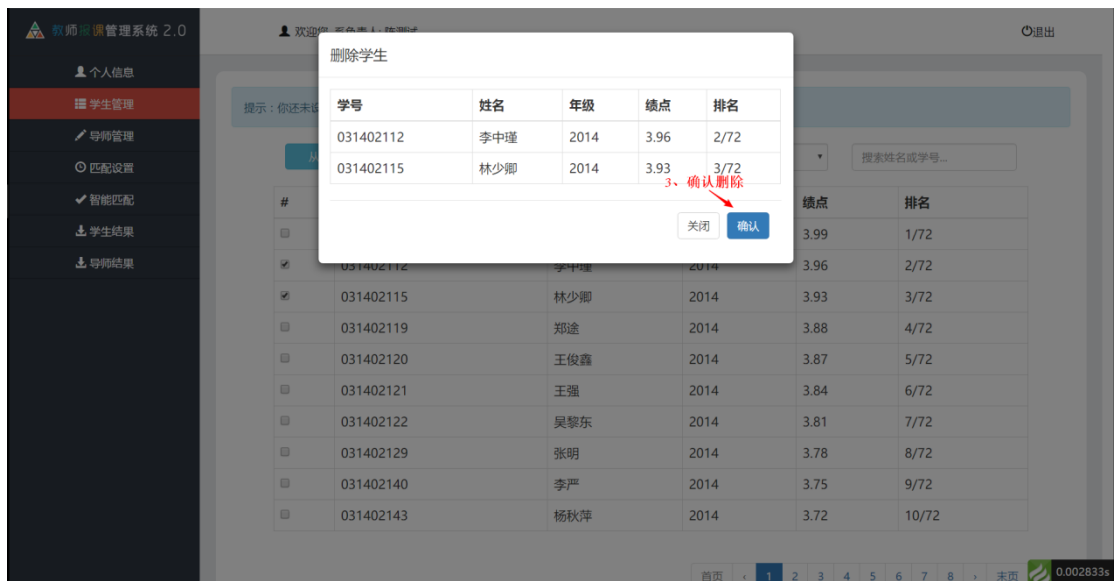 教师报课管理系统 2.0
欢迎您
退出
个人信息
学生管理
导师管理
匹配设置
智能匹配
学生结果
导师结果
删除学生
学号 姓名 年级 绩点 排名
031402112 李中瑾 2014 3.96 2/72
031402115 林少卿 2014 3.93 3/72
3、确认删除
关闭 确认
提示：你还未
从
搜索姓名或学号...
# 绩点 排名
3.99 1/72
031402112 李中瑾 2014 3.96 2/72
031402115 林少卿 2014 3.93 3/72
031402119 郑途 2014 3.88 4/72
031402120 王俊鑫 2014 3.87 5/72
031402121 王强 2014 3.84 6/72
031402122 吴黎东 2014 3.81 7/72
031402129 张明 2014 3.78 8/72
031402140 李严 2014 3.75 9/72
031402143 杨秋萍 2014 3.72 10/72
首页 ‹ 1 2 3 4 5 6 7 8 › 末页
0.002833s